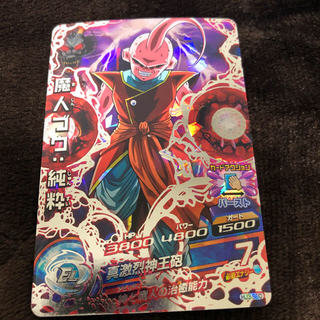 魔人ブウ:純粋
カードアクション
バースト
HP
パワー
ガード
3800
4800
1500
真激烈神王砲
7
魔人の治癒能力